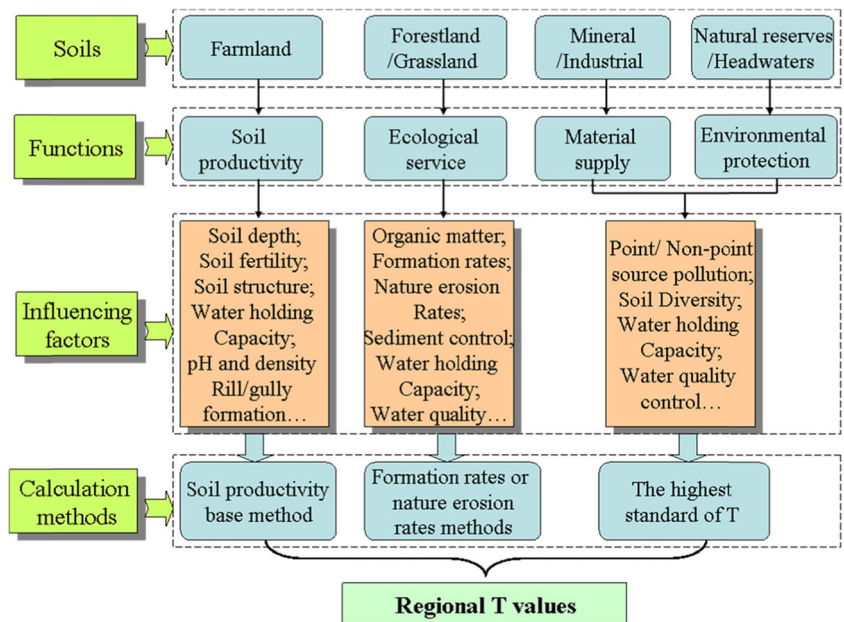 Soils
Farmland
Forestland
/Grassland
Mineral
/Industrial
Natural reserves
/Headwaters
Functions
Soil
productivity
Ecological
service
Material
supply
Environmental
protection
Influencing
factors
Soil depth;
Soil fertility;
Soil structure;
Water holding
Capacity;
pH and density
Rill/gully
formation…
Organic matter;
Formation rates;
Nature erosion
Rates;
Sediment control;
Water holding
Capacity;
Water quality…
Point/ Non-point
source pollution;
Soil Diversity;
Water holding
Capacity;
Water quality
control…
Calculation
methods
Soil productivity
base method
Formation rates or
nature erosion
rates methods
The highest
standard of T
Regional T values